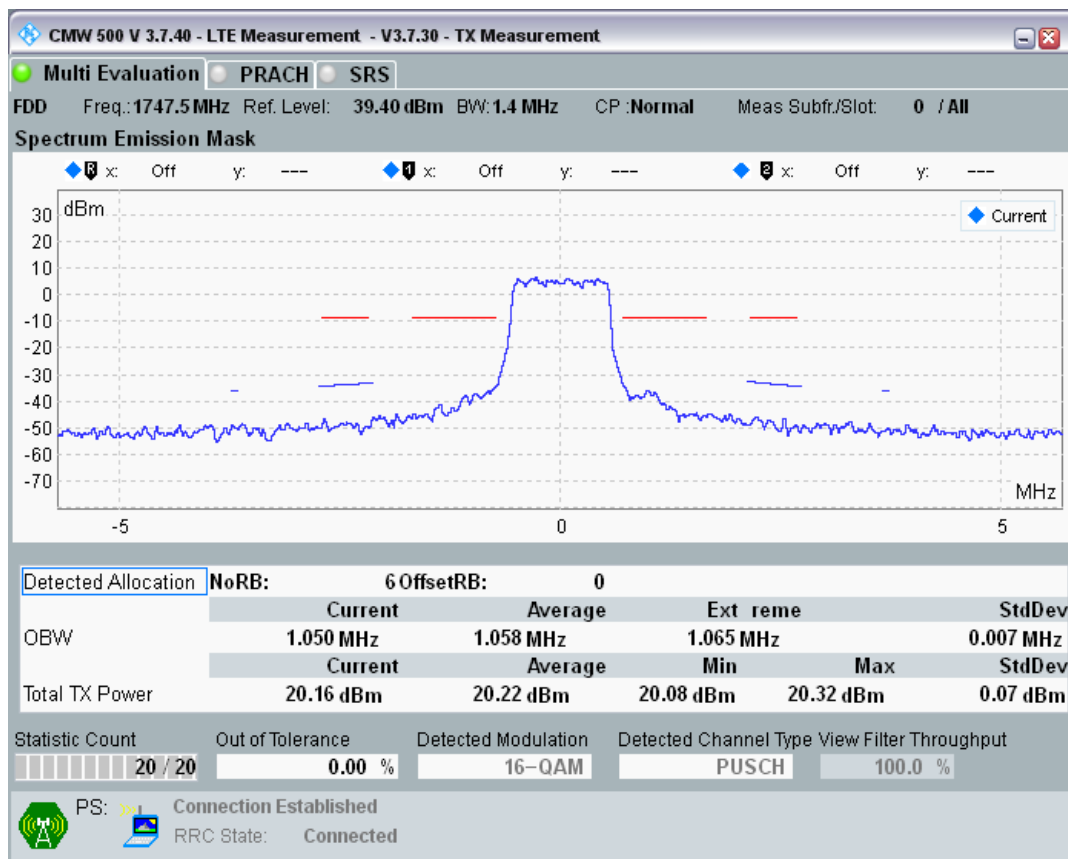 CMW 500 V 3.7.40 - LTE Measurement - V3.7.30 - TX Measurement
Multi Evaluation PRACH SRS
FDD Freq.: 1747.5 MHz Ref. Level: 39.40 dBm BW: 1.4 MHz CP :Normal Meas Subfr./Slot: 0 / All
Spectrum Emission Mask
R x: Off y: --- 1 x: Off y: --- 2 x: Off y: ---
dBm
Current
30
20
10
0
-10
-20
-30
-40
-50
-60
-70
MHz
-5 0 5
Detected Allocation NoRB: 6 OffsetRB: 0
Current Average Ext reme StdDev
OBW 1.050 MHz 1.058 MHz 1.065 MHz 0.007 MHz
Current Average Min Max StdDev
Total TX Power 20.16 dBm 20.22 dBm 20.08 dBm 20.32 dBm 0.07 dBm
Statistic Count Out of Tolerance Detected Modulation Detected Channel Type View Filter Throughput
20 / 20 0.00 % 16-QAM PUSCH 100.0 %
PS: Connection Established
RRC State: Connected